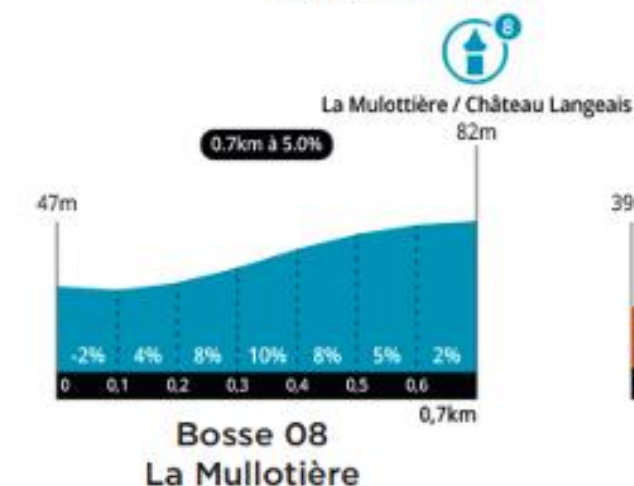 8
La Mulottière / Château Langeais
82m
0.7km à 5.0%
47m
39
-2% 4% 8% 10% 8% 5% 2%
0 0,1 0,2 0,3 0,4 0,5 0,6
0,7km
Bosse 08
La Mullotière